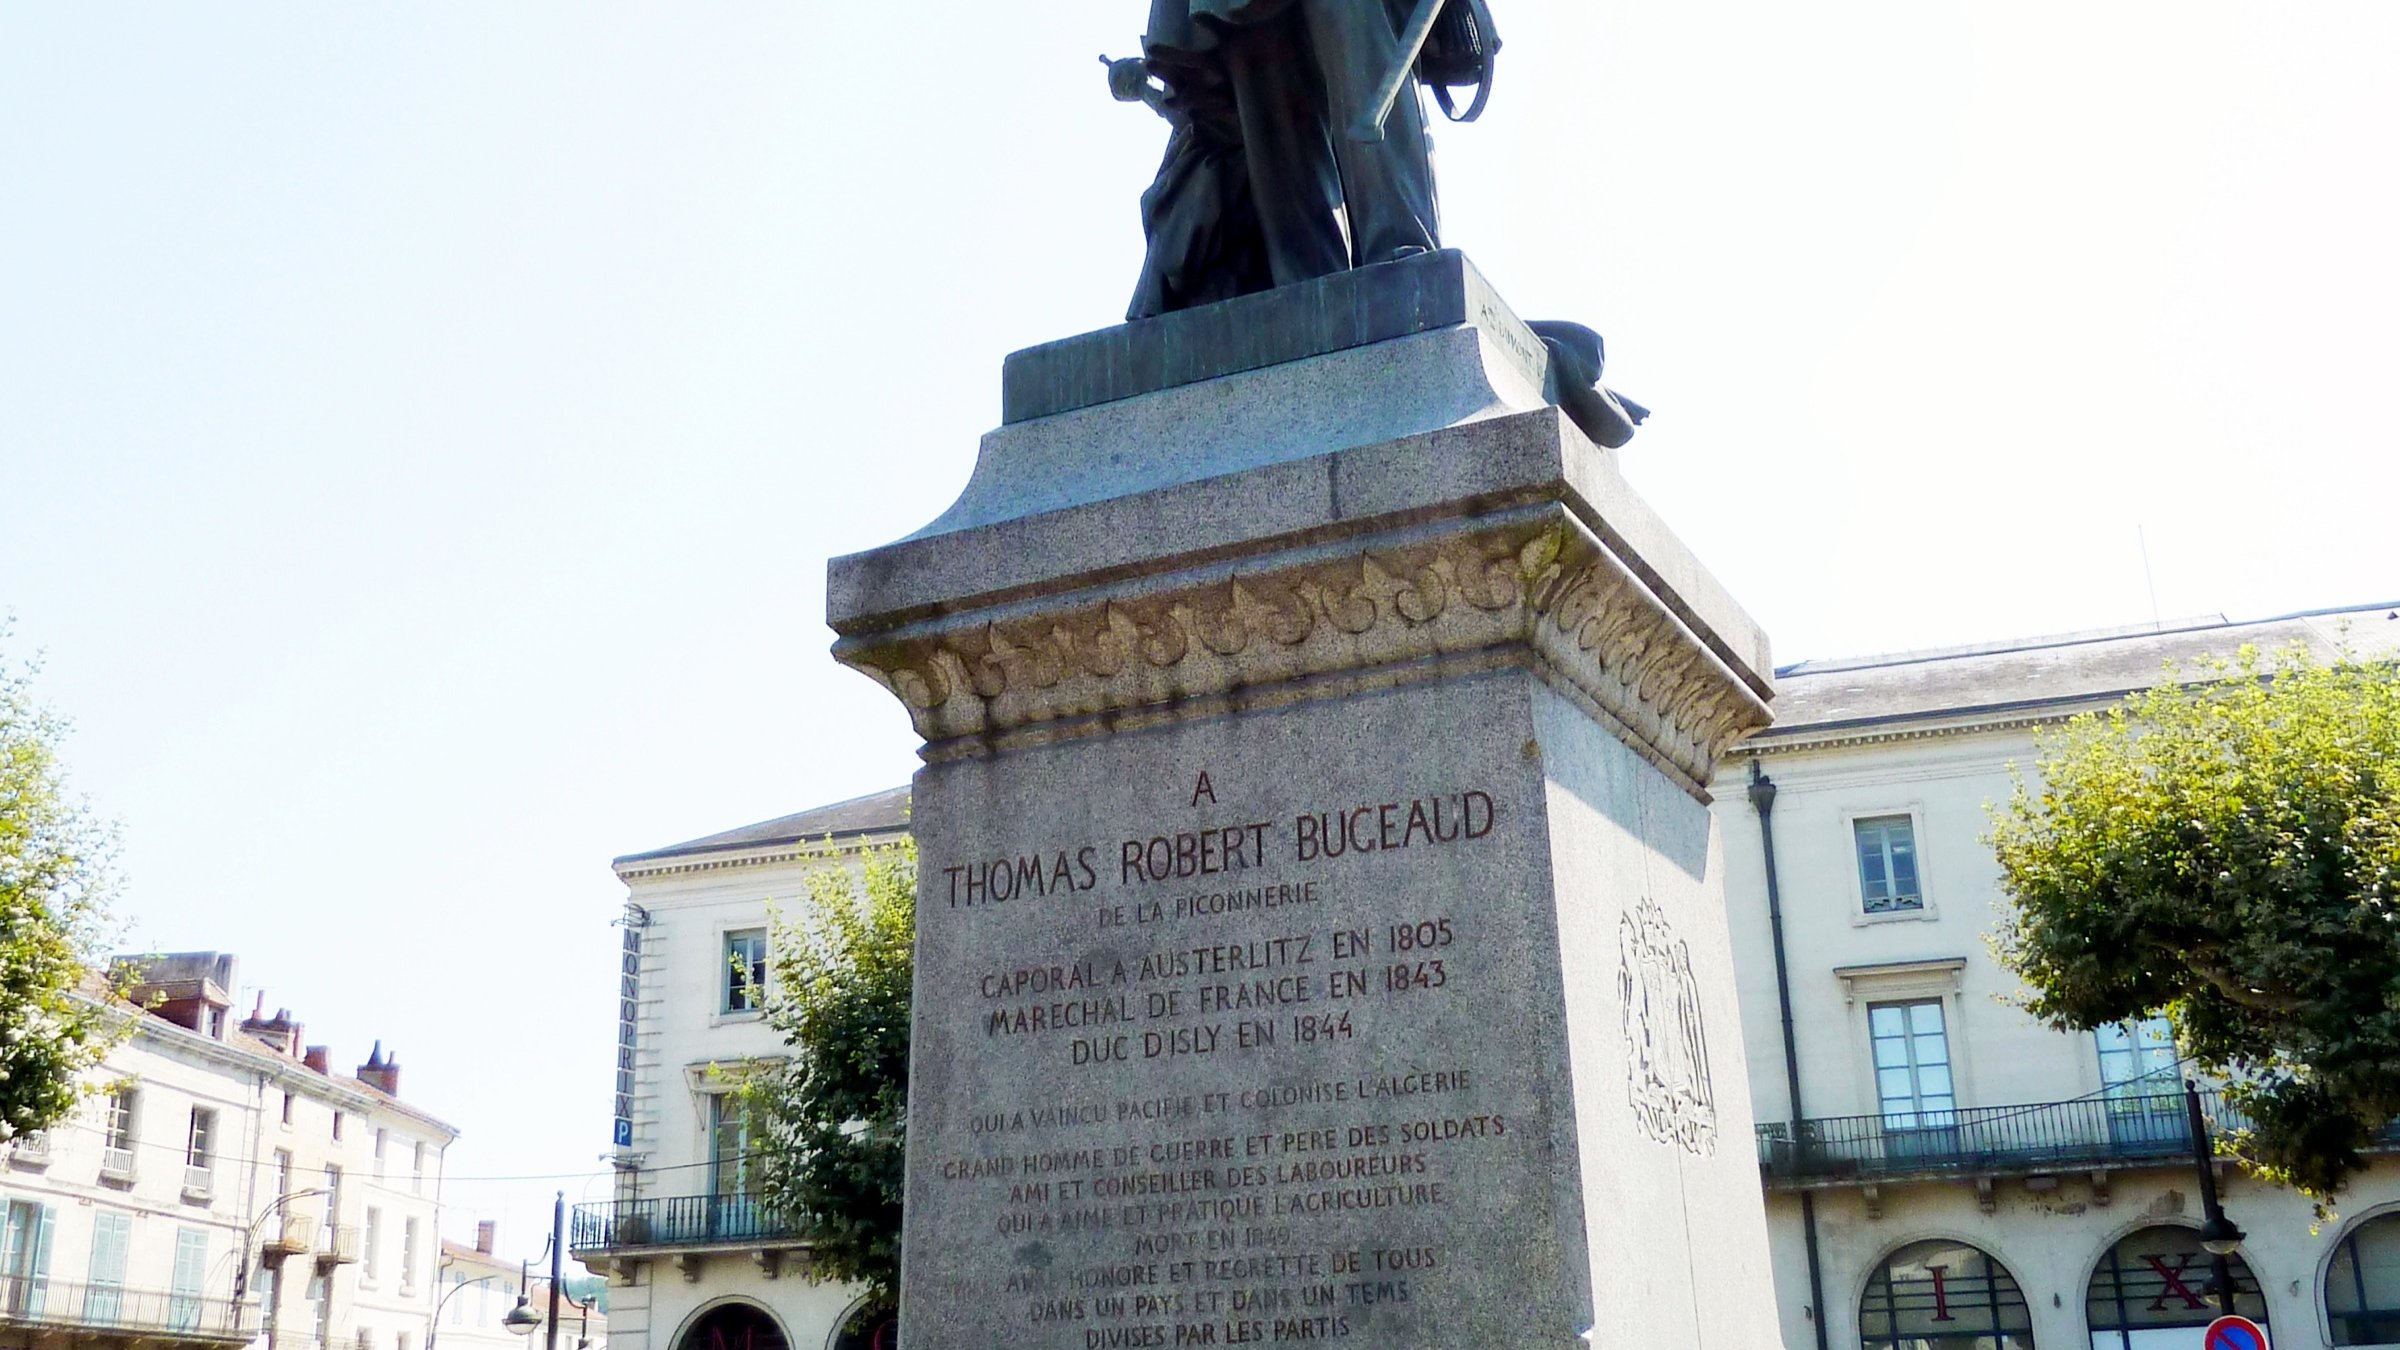 AD DUMONT
A
THOMAS ROBERT BUGEAUD
DE LA PICONNERIE
CAPORAL A AUSTERLITZ EN 1805
MARECHAL DE FRANCE EN 1843
DUC D'ISLY EN 1844
QUI A VAINCU PACIFIE ET COLONISE L'ALGERIE
GRAND HOMME DE GUERRE ET PERE DES SOLDATS
AMI ET CONSEILLER DES LABOUREURS
QUI A AIME ET PRATIQUE L'AGRICULTURE
MORT EN 1849
HONORE ET REGRETTE DE TOUS
DANS UN PAYS ET DANS UN TEMS
DIVISES PAR LES PARTIS
MONOPRIX P
M
I X